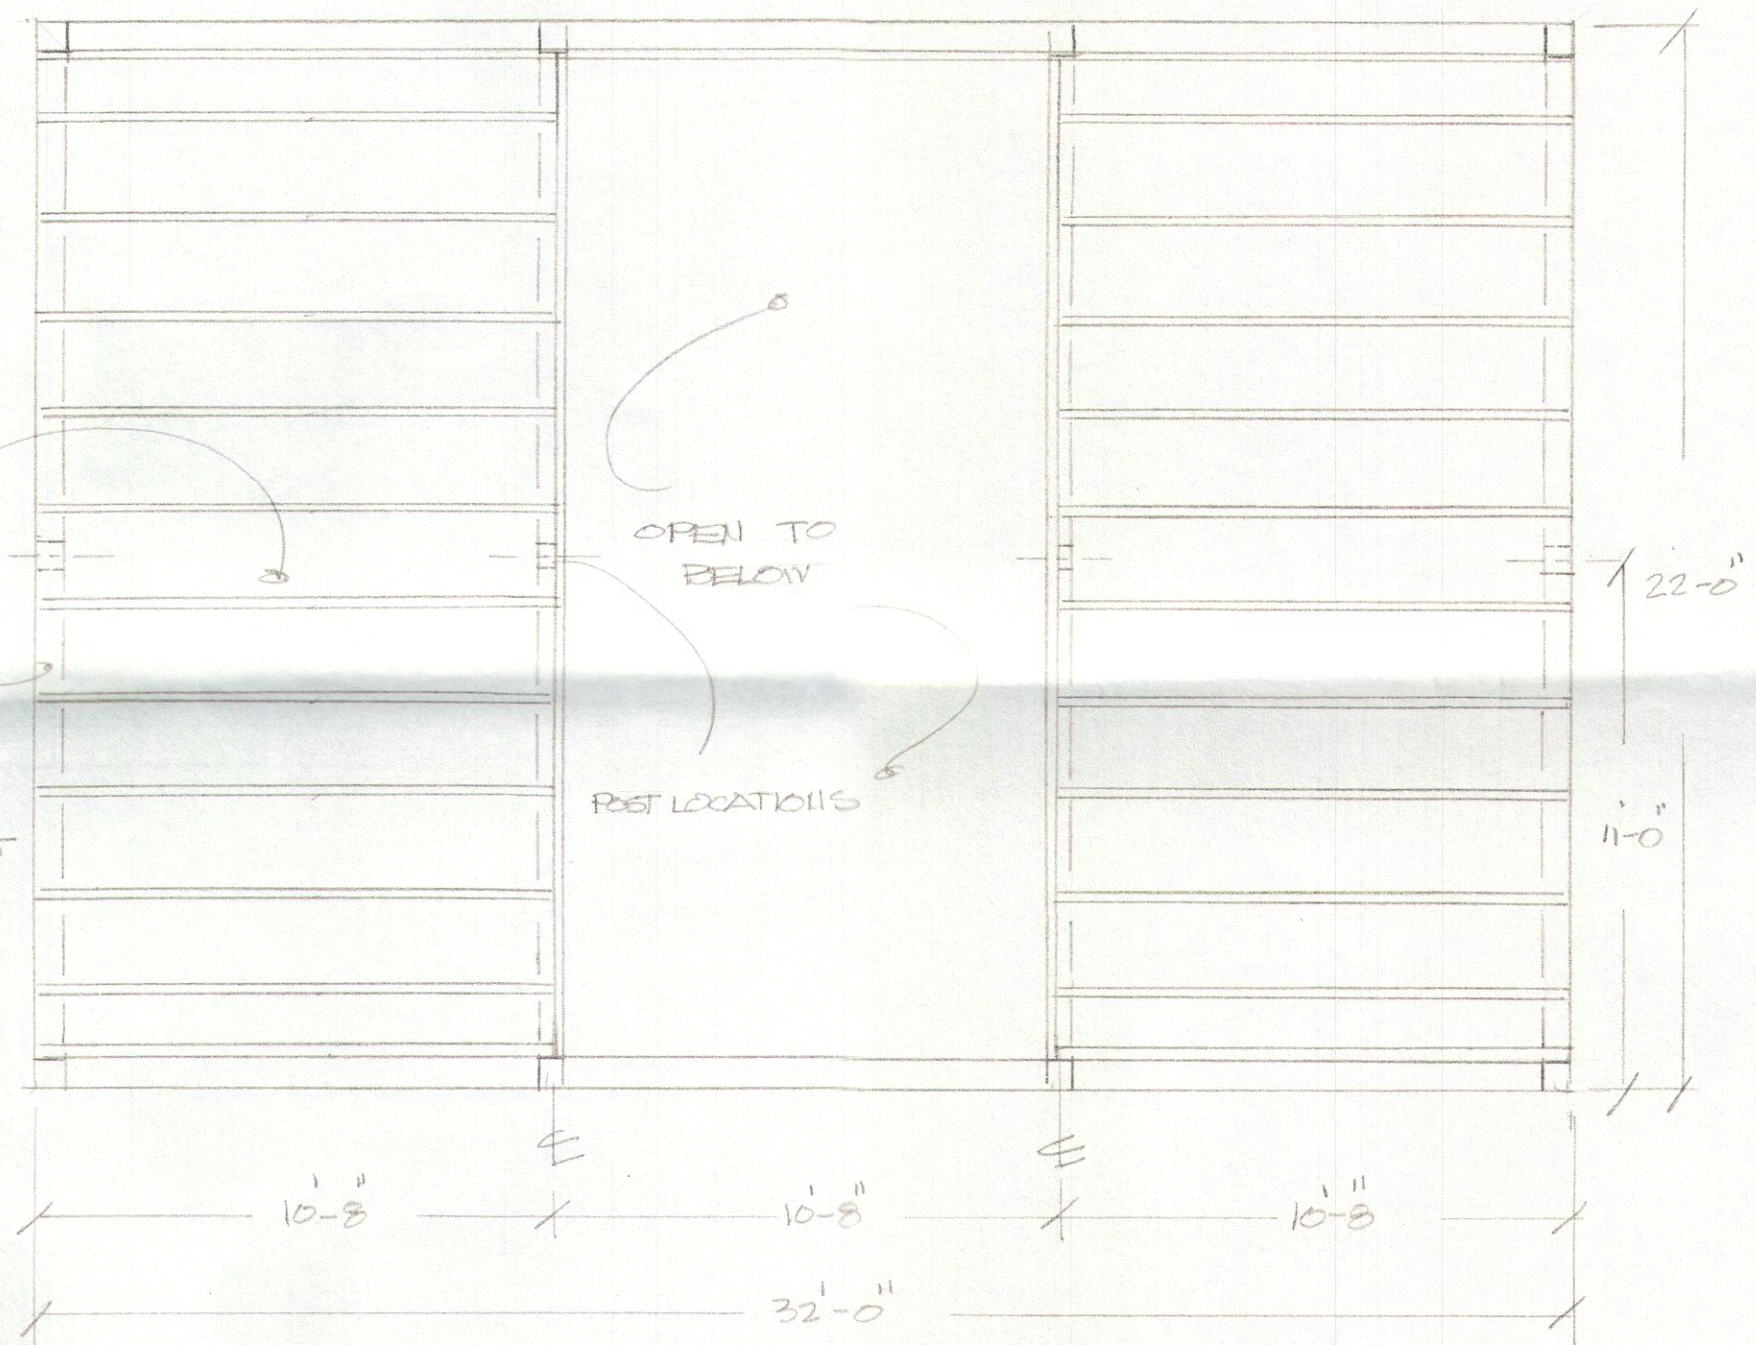 OPEN TO
BELOW
22'-0"
POST LOCATIONS
11'-0"
℄
℄
10'-8"
10'-8"
10'-8"
32'-0"